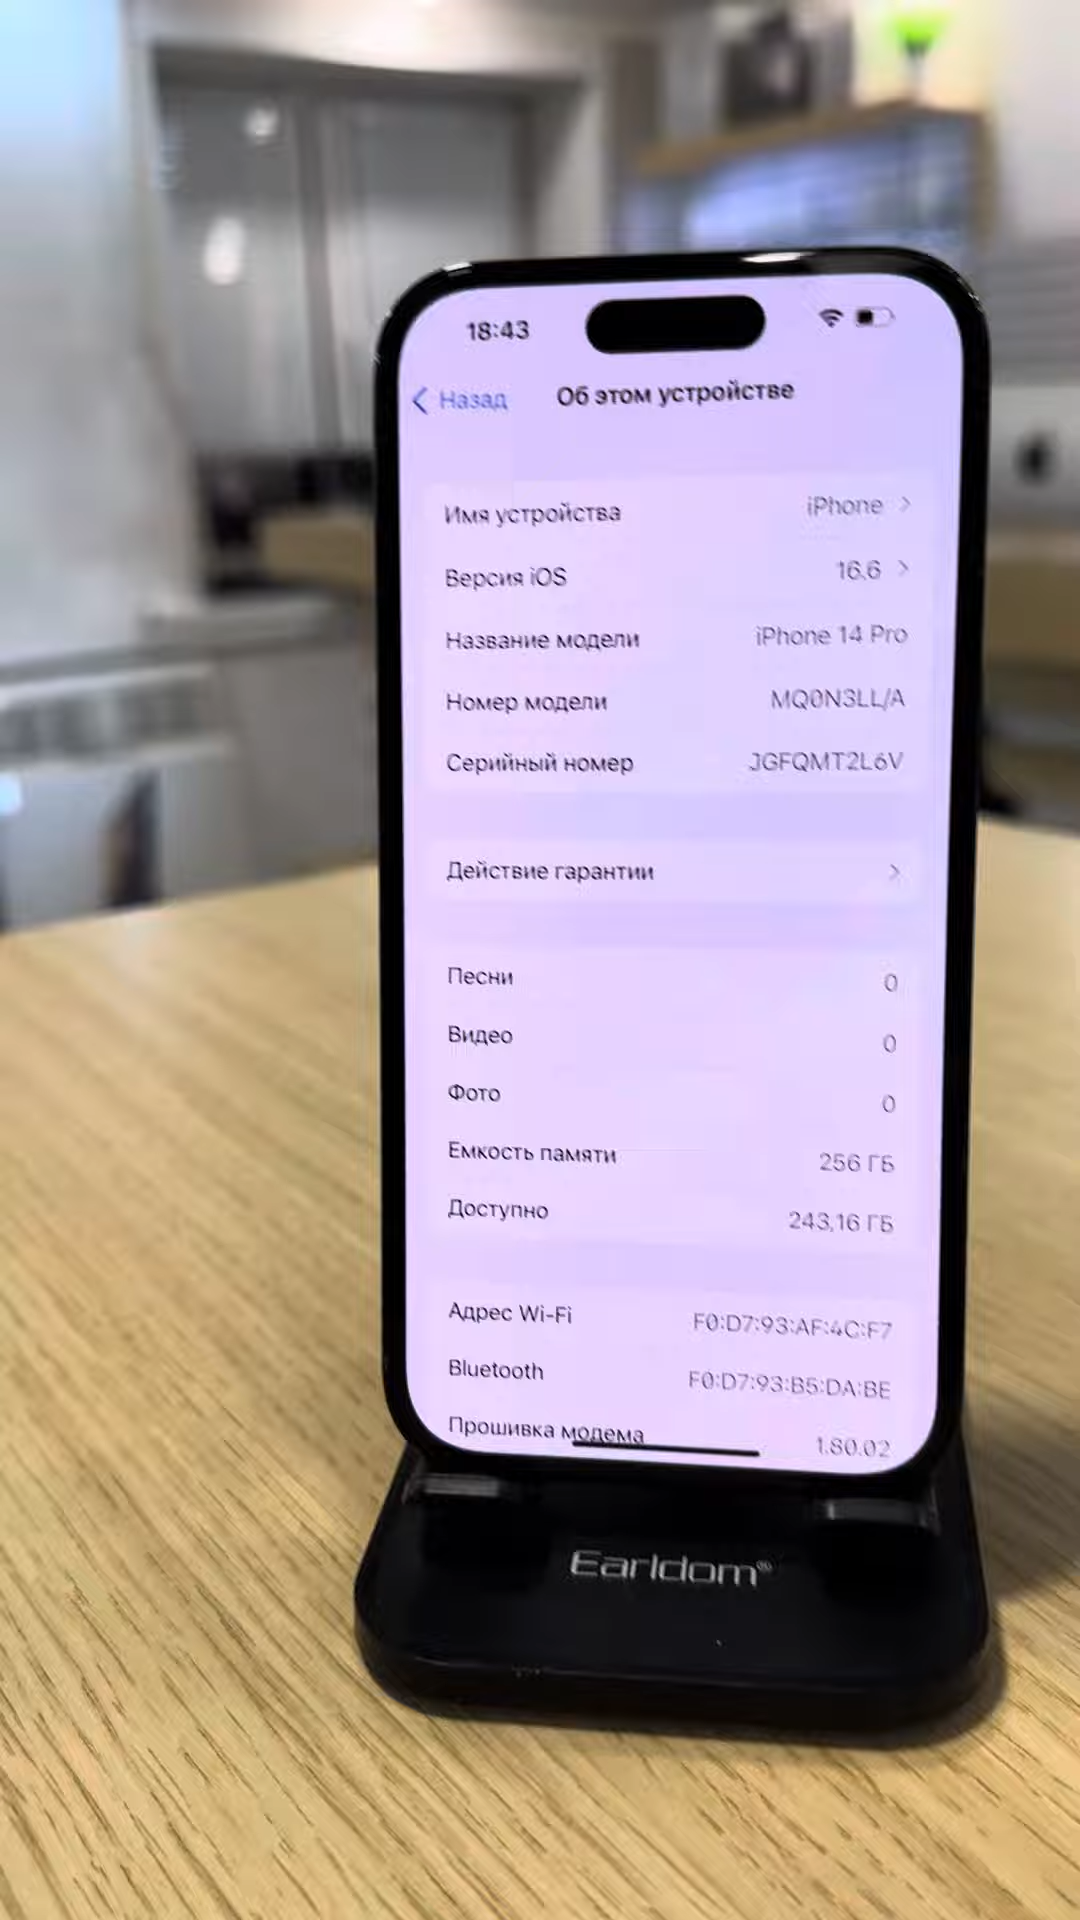 18:43
Назад Об этом устройстве
Имя устройства iPhone
Версия iOS 16.6
Название модели iPhone 14 Pro
Номер модели MQ0N3LL/A
Серийный номер JGFQMT2L6V
Действие гарантии
Песни 0
Видео 0
Фото 0
Емкость памяти 256 ГБ
Доступно 243,16 ГБ
Адрес Wi-Fi F0:D7:93:AF:4C:F7
Bluetooth F0:D7:93:B5:DA:BE
Прошивка модема 1.80.02
Earldom®